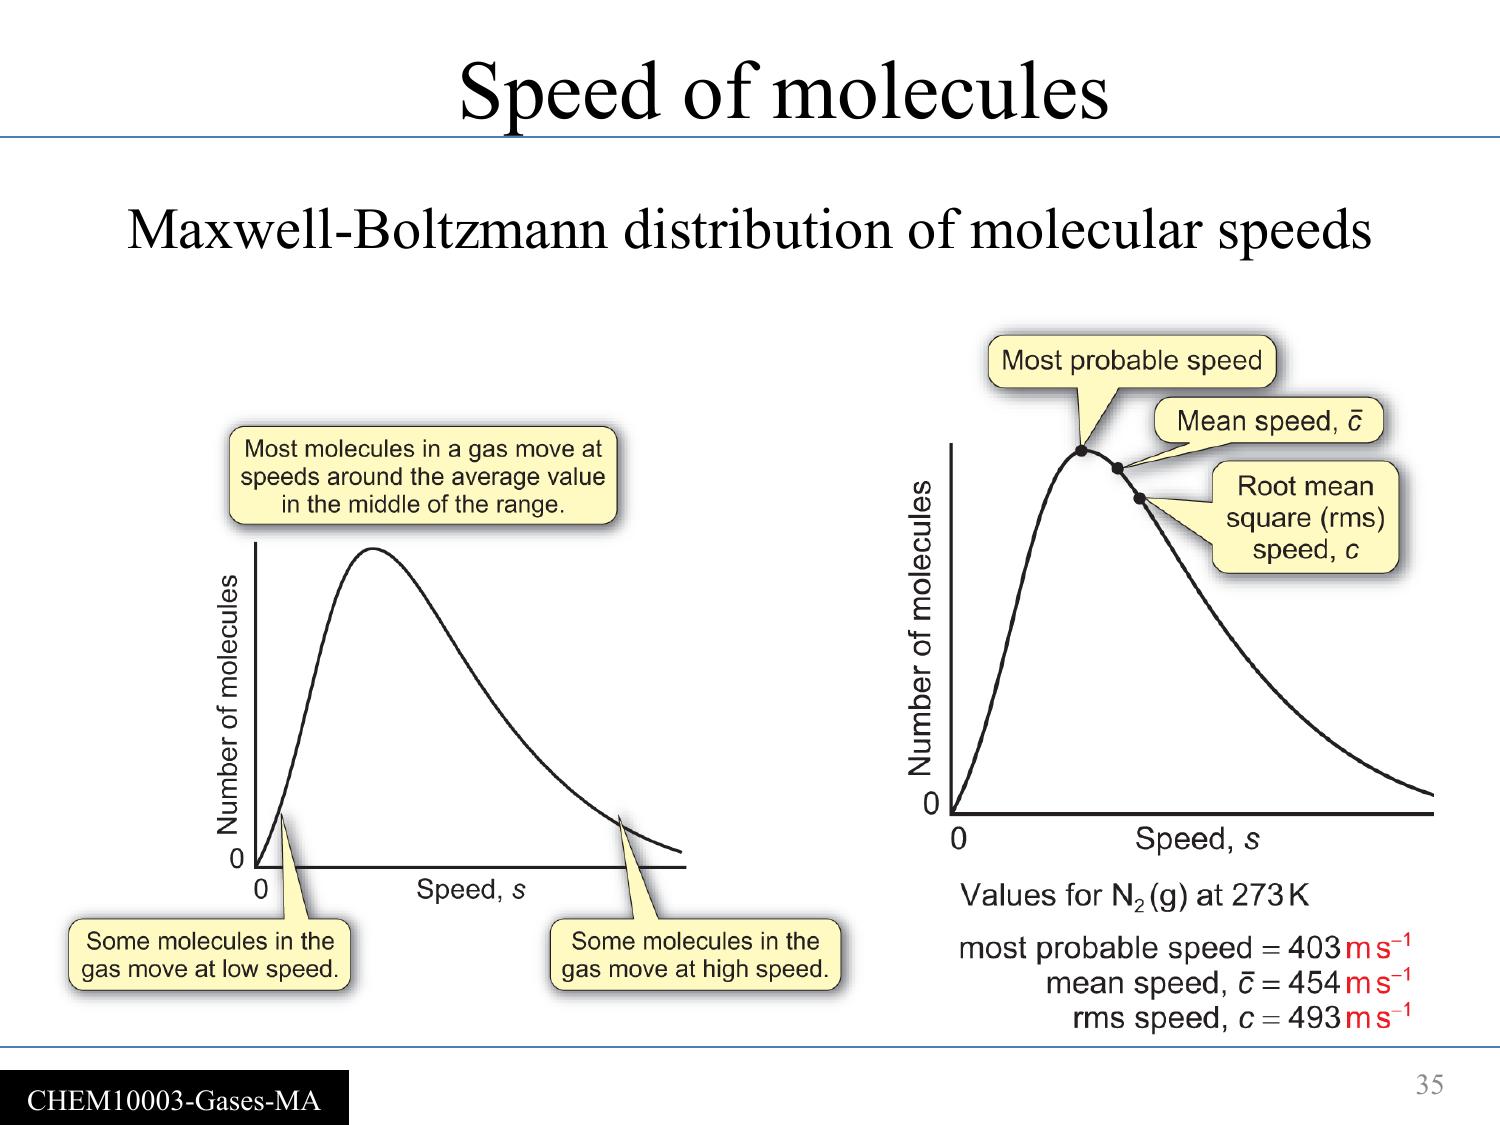 Speed of molecules
Maxwell-Boltzmann distribution of molecular speeds
Most molecules in a gas move at
speeds around the average value
in the middle of the range.
Number of molecules
0
0
Speed, s
Some molecules in the
gas move at low speed.
Some molecules in the
gas move at high speed.
Most probable speed
Mean speed, c̄
Root mean
square (rms)
speed, c
Number of molecules
0
0
Speed, s
Values for N₂(g) at 273 K
most probable speed = 403 m s⁻¹
mean speed, c̄ = 454 m s⁻¹
rms speed, c = 493 m s⁻¹
CHEM10003-Gases-MA
35